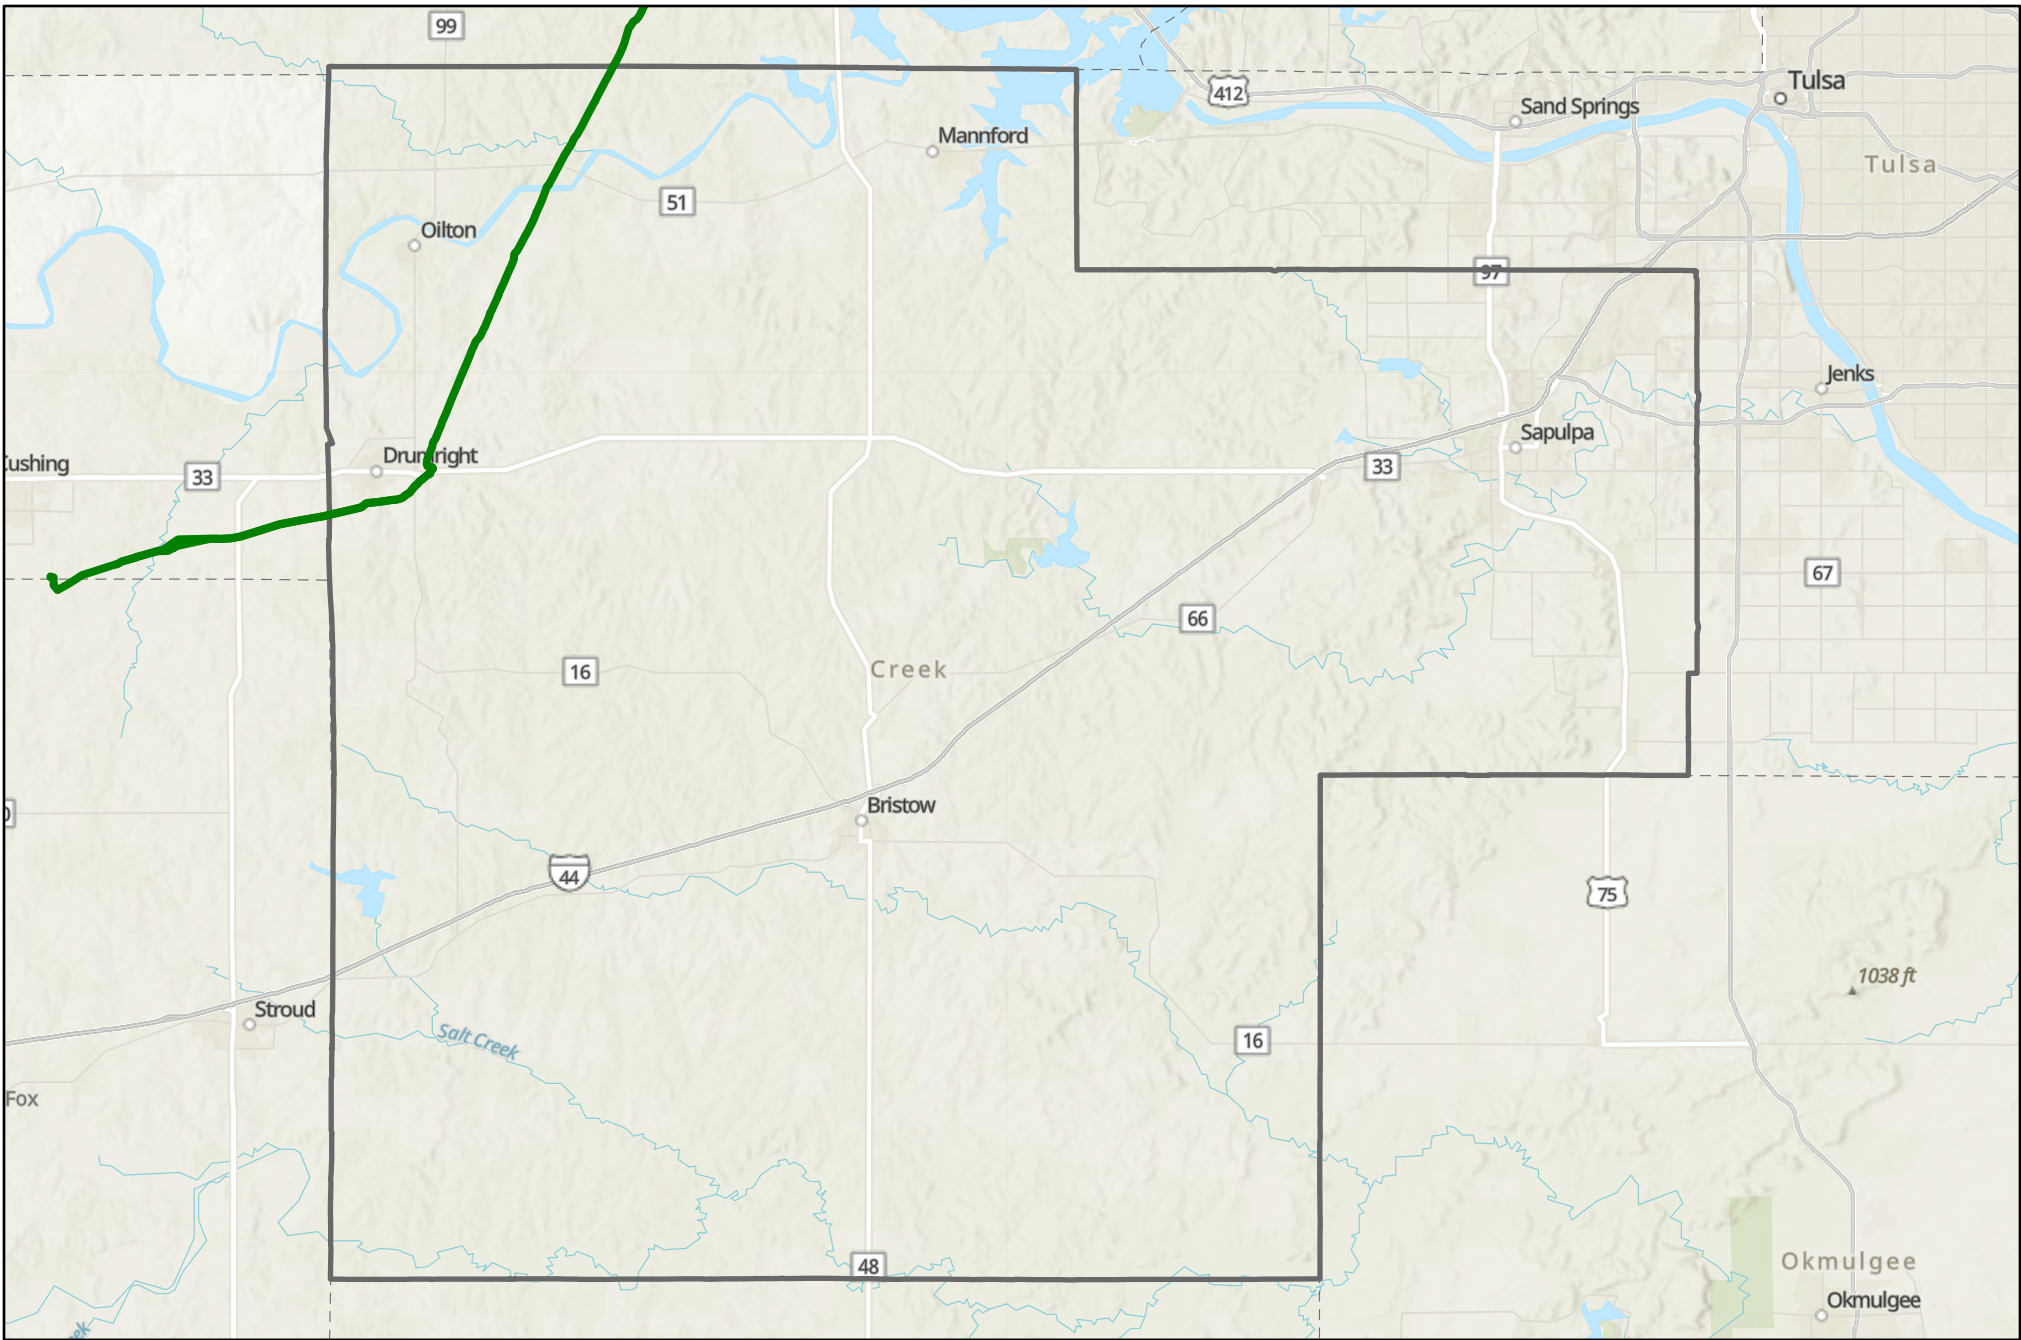 99
Tulsa
412
Sand Springs
Mannford
Tulsa
51
Oilton
97
Jenks
Sapulpa
Drumright
Cushing
33
33
67
66
16
Creek
Bristow
44
75
1038 ft
Stroud
Salt Creek
16
Fox
48
Okmulgee
Okmulgee